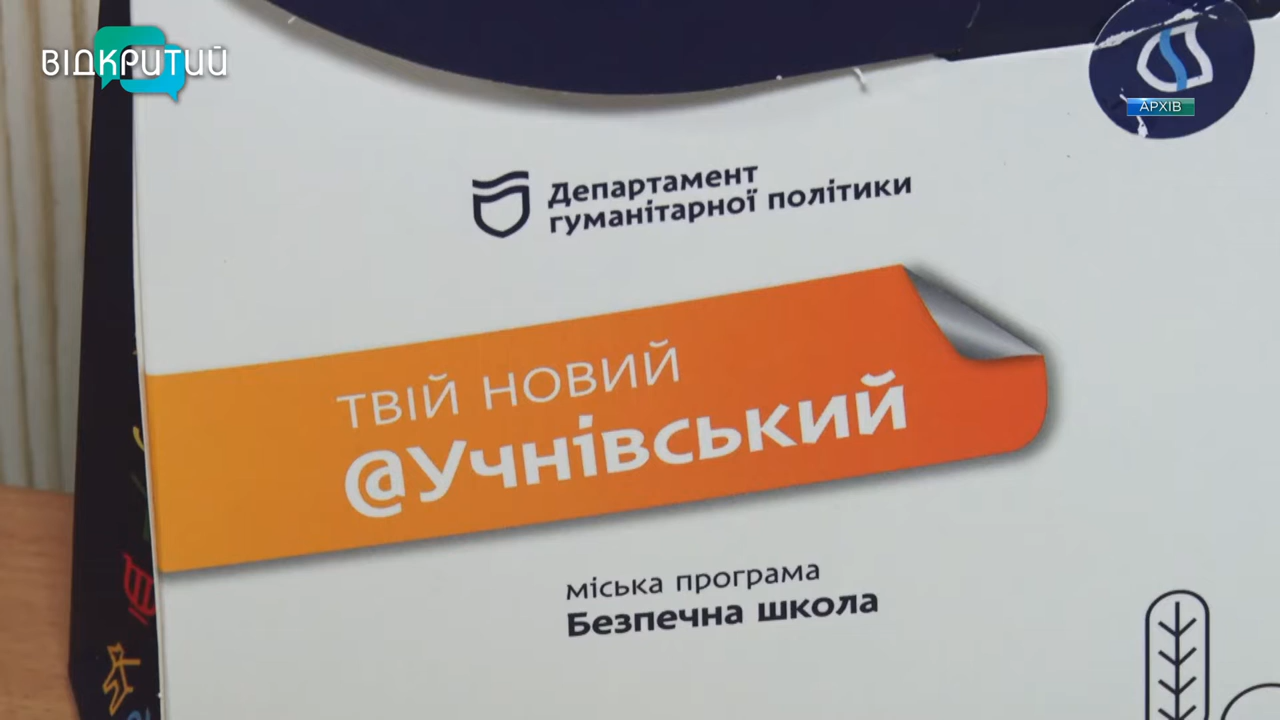 ВІДКРИТИЙ
АРХІВ
Департамент
гуманітарної політики
ТВІЙ НОВИЙ
@Учнівський
міська програма
Безпечна школа